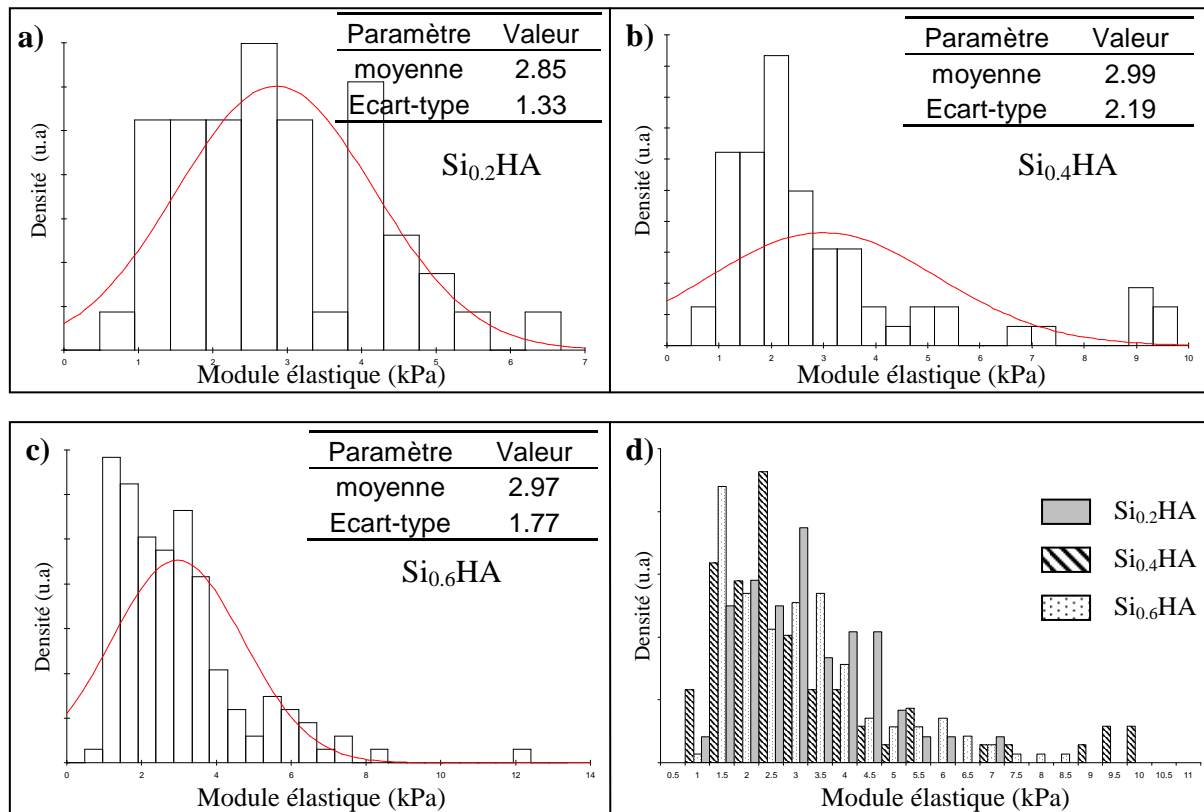 a)
Paramètre Valeur
moyenne 2.85
Ecart-type 1.33
Si0.2HA
Densité (u.a)
0 1 2 3 4 5 6 7
Module élastique (kPa)
b)
Paramètre Valeur
moyenne 2.99
Ecart-type 2.19
Si0.4HA
Densité (u.a)
0 1 2 3 4 5 6 7 8 9 10
Module élastique (kPa)
c)
Paramètre Valeur
moyenne 2.97
Ecart-type 1.77
Si0.6HA
Densité (u.a)
0 2 4 6 8 10 12 14
Module élastique (kPa)
d)
Si0.2HA
Si0.4HA
Si0.6HA
Densité (u.a)
0.5 1 1.5 2 2.5 3 3.5 4 4.5 5 5.5 6 6.5 7 7.5 8 8.5 9 9.5 10 11
Module élastique (kPa)